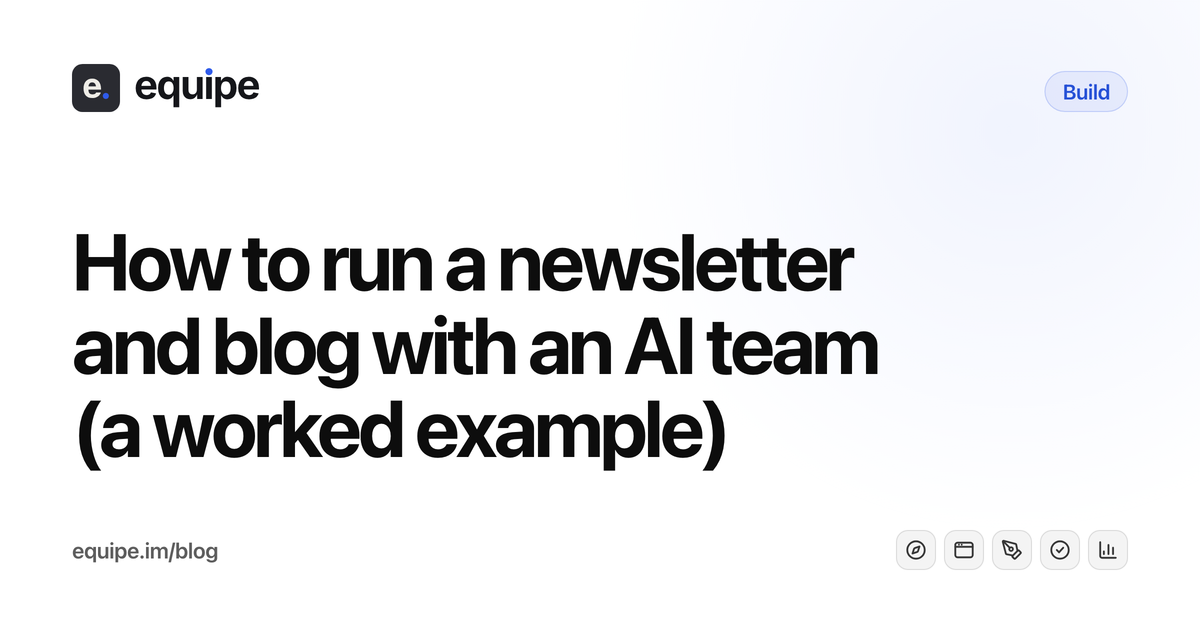 e.
equipe
Build
How to run a newsletter
and blog with an AI team
(a worked example)
equipe.im/blog